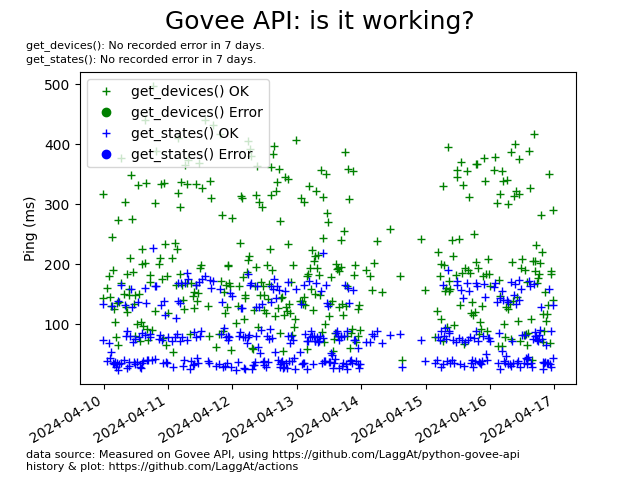 Govee API: is it working?
get_devices(): No recorded error in 7 days.
get_states(): No recorded error in 7 days.
get_devices() OK
get_devices() Error
get_states() OK
get_states() Error
Ping (ms)
500
400
300
200
100
2024-04-10
2024-04-11
2024-04-12
2024-04-13
2024-04-14
2024-04-15
2024-04-16
2024-04-17
data source: Measured on Govee API, using https://github.com/LaggAt/python-govee-api
history & plot: https://github.com/LaggAt/actions